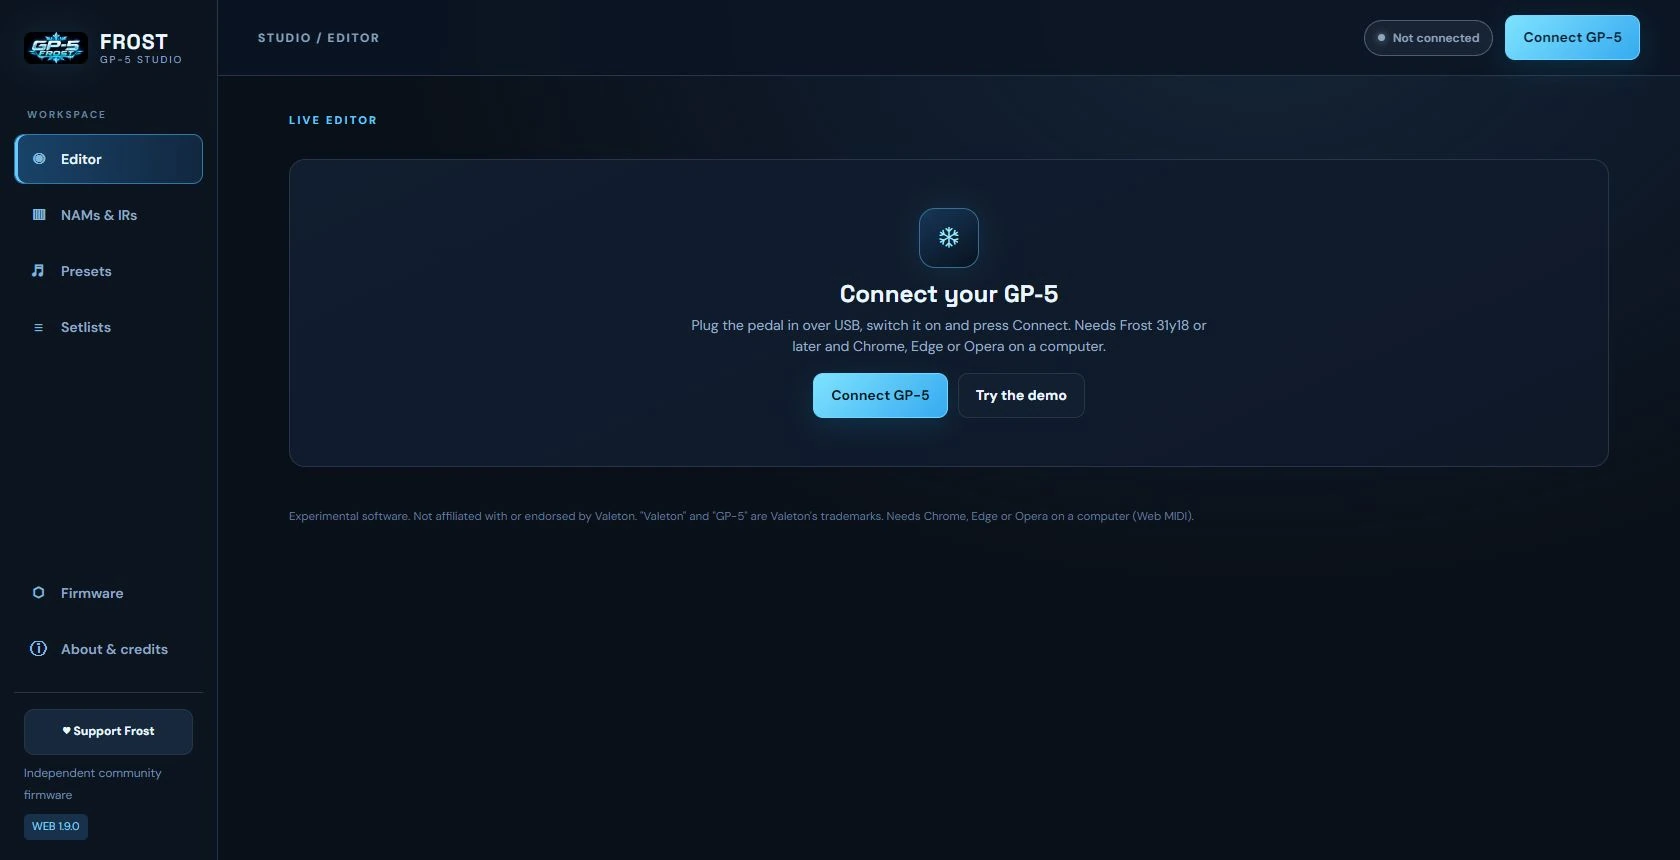 GP-5
FROST
FROST
GP-5 STUDIO
WORKSPACE
Editor
NAMs & IRs
Presets
Setlists
Firmware
About & credits
♥ Support Frost
Independent community
firmware
WEB 1.9.0
STUDIO / EDITOR
Not connected
Connect GP-5
LIVE EDITOR
Connect your GP-5
Plug the pedal in over USB, switch it on and press Connect. Needs Frost 31y18 or
later and Chrome, Edge or Opera on a computer.
Connect GP-5
Try the demo
Experimental software. Not affiliated with or endorsed by Valeton. "Valeton" and "GP-5" are Valeton's trademarks. Needs Chrome, Edge or Opera on a computer (Web MIDI).